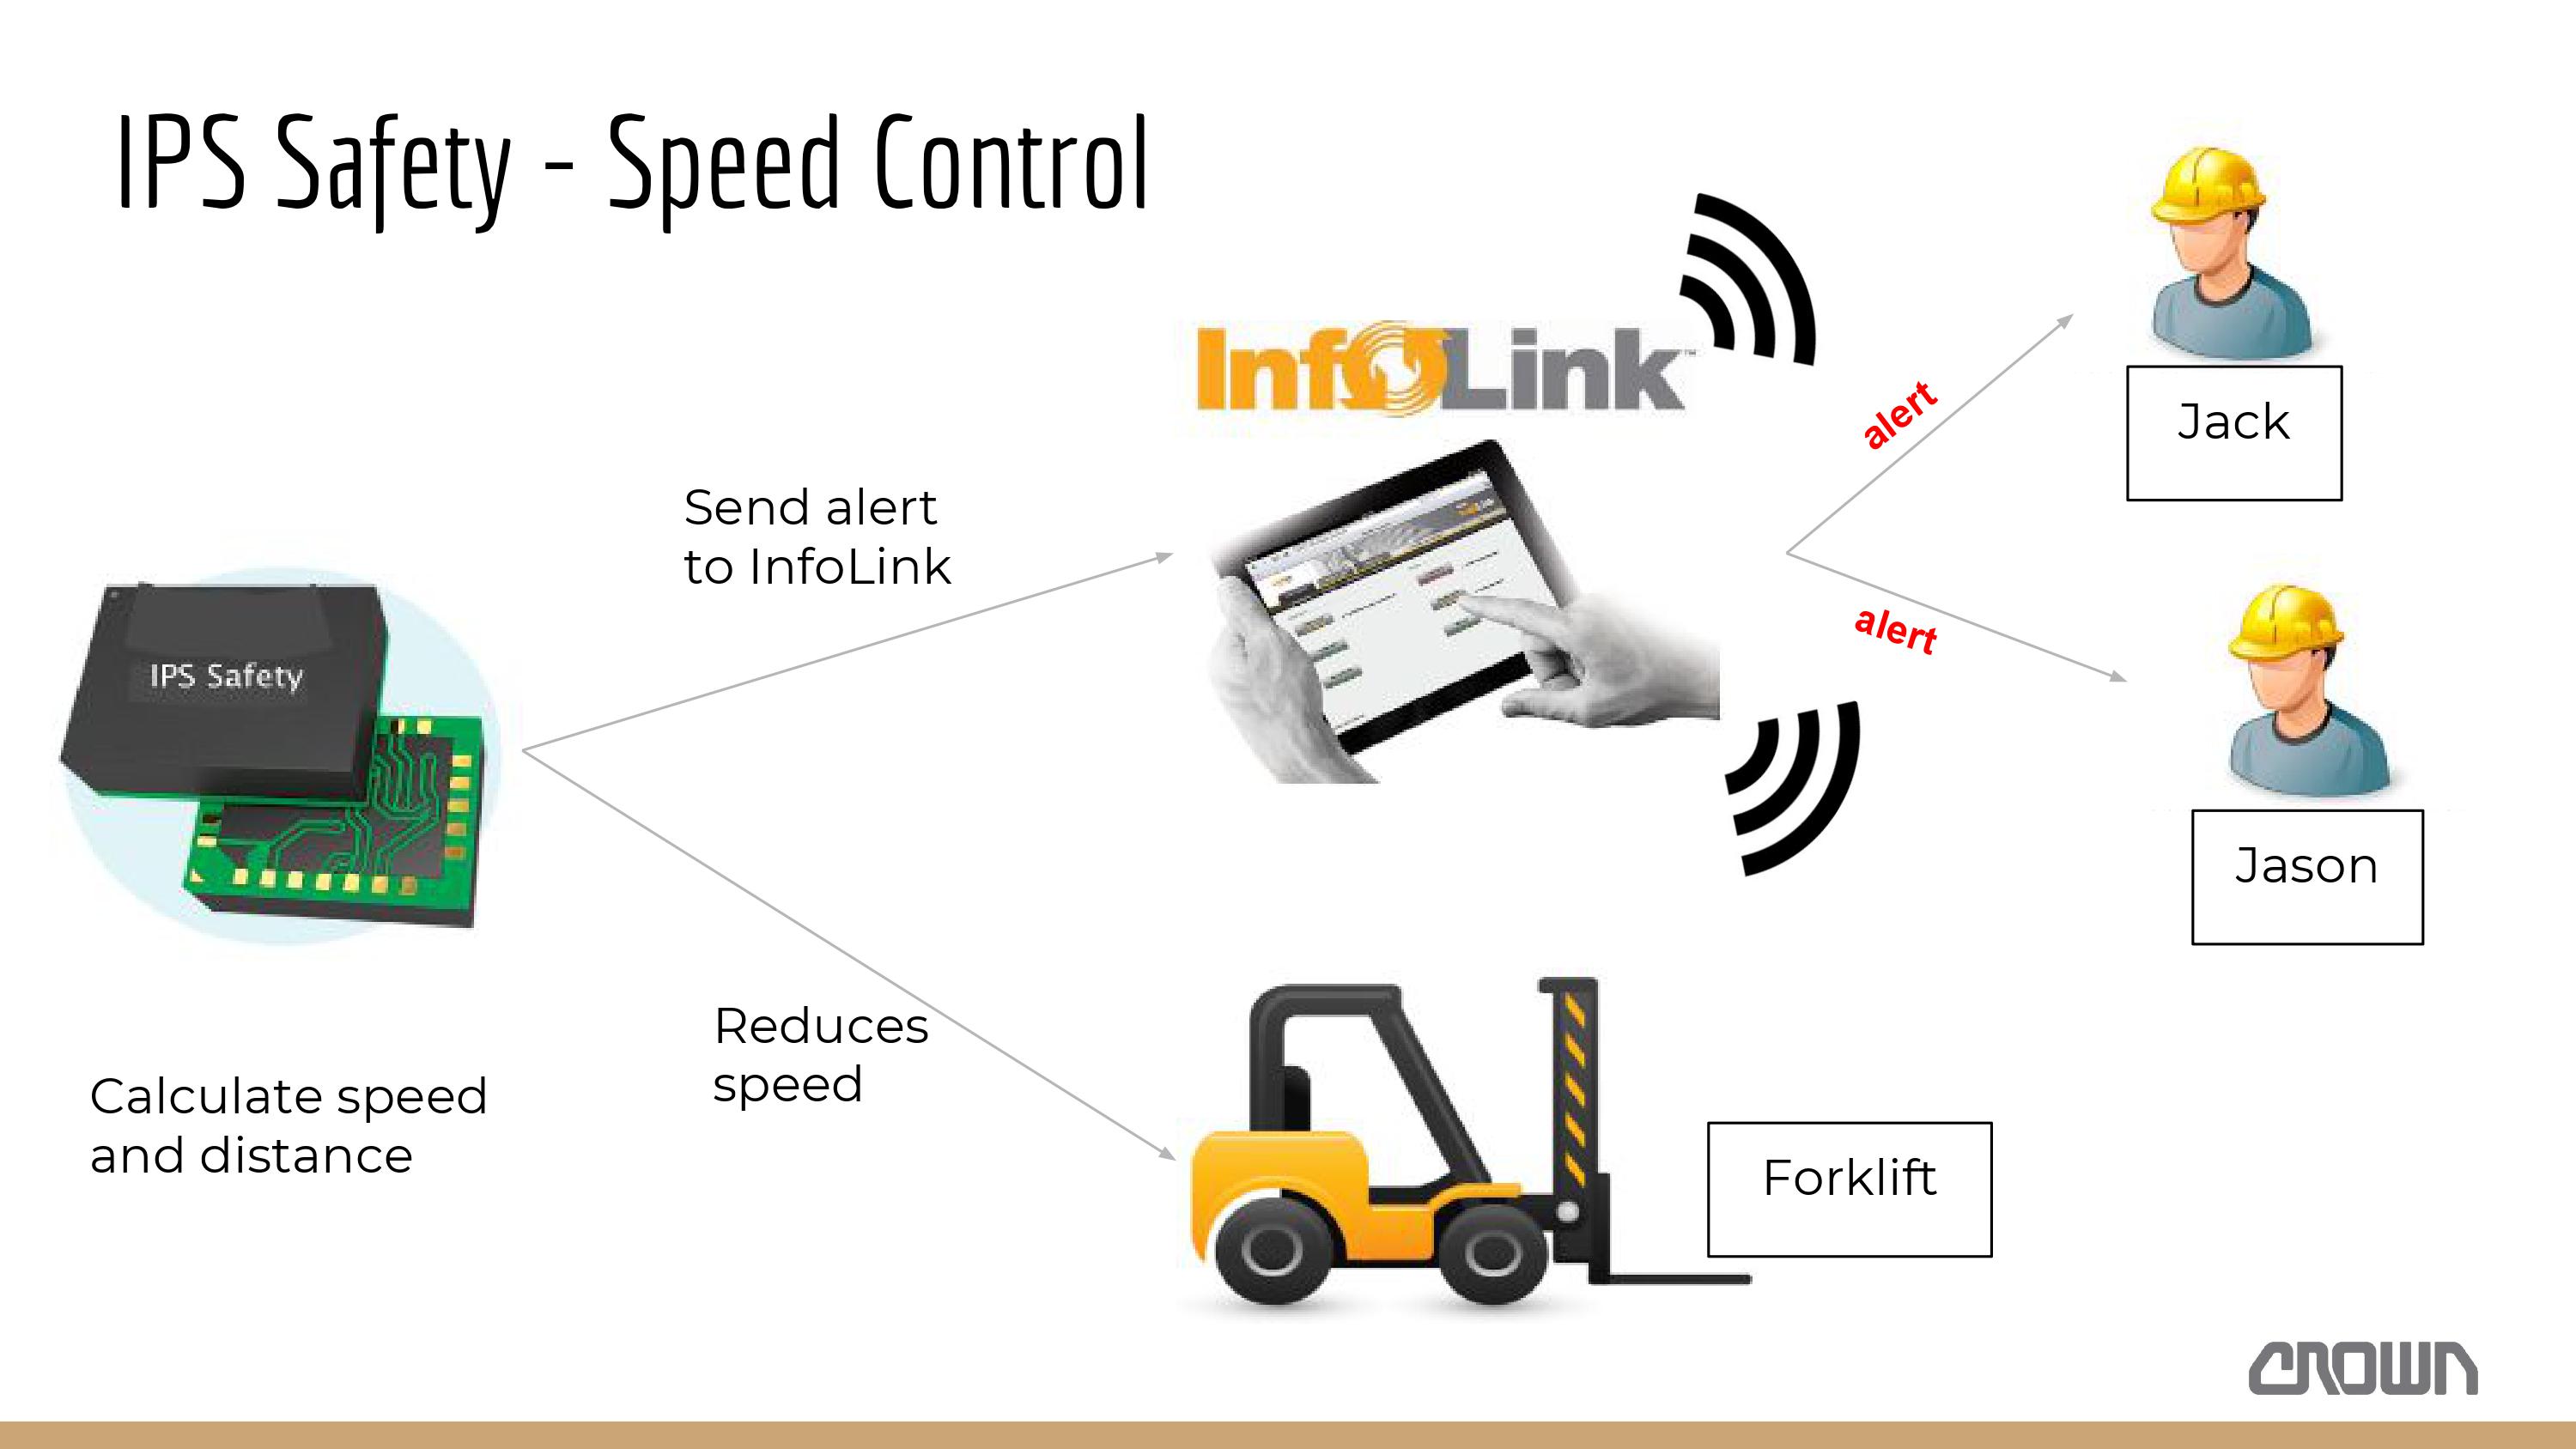 IPS Safety - Speed Control
InfoLink™
alert
Jack
Send alert
to InfoLink
IPS Safety
alert
Jason
Reduces
speed
Calculate speed
and distance
Forklift
CROWN